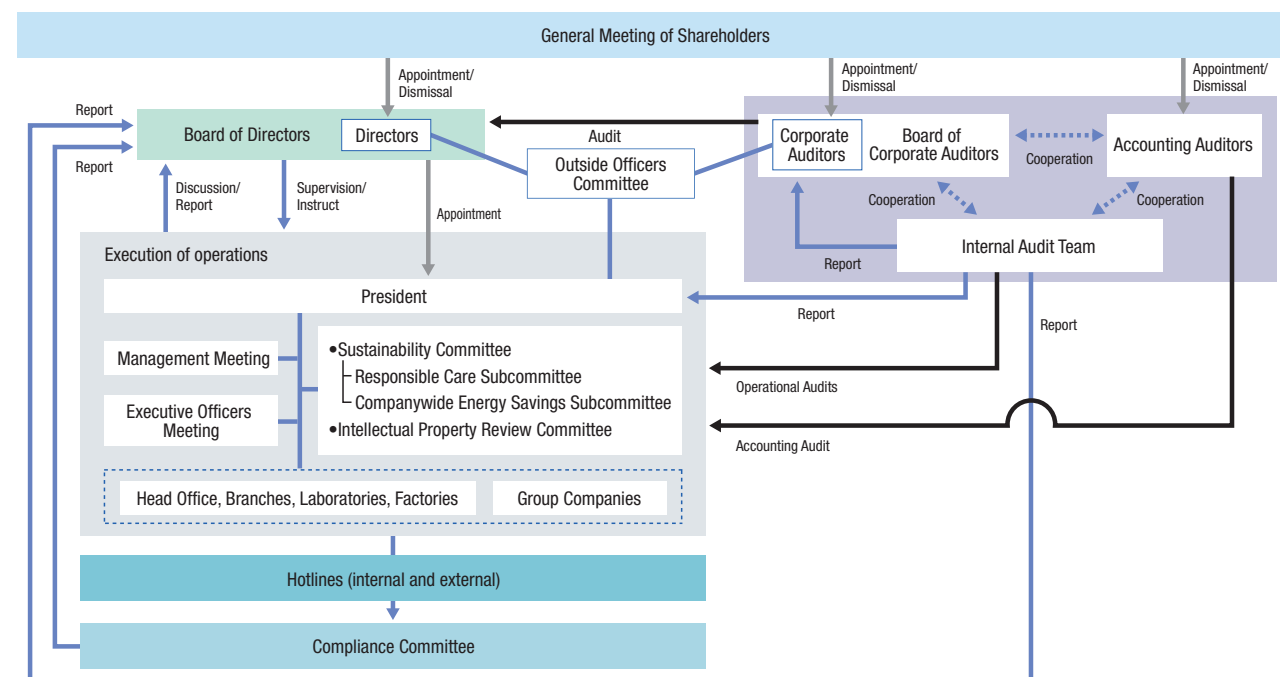 General Meeting of Shareholders
Appointment/
Dismissal
Appointment/
Dismissal
Appointment/
Dismissal
Report
Board of Directors
Directors
Audit
Corporate
Auditors
Board of
Corporate Auditors
Cooperation
Accounting Auditors
Report
Outside Officers
Committee
Discussion/
Report
Supervision/
Instruct
Appointment
Cooperation
Cooperation
Internal Audit Team
Report
Execution of operations
President
Report
Report
Management Meeting
Executive Officers
Meeting
•Sustainability Committee
Responsible Care Subcommittee
Companywide Energy Savings Subcommittee
•Intellectual Property Review Committee
Operational Audits
Accounting Audit
Head Office, Branches, Laboratories, Factories
Group Companies
Hotlines (internal and external)
Compliance Committee